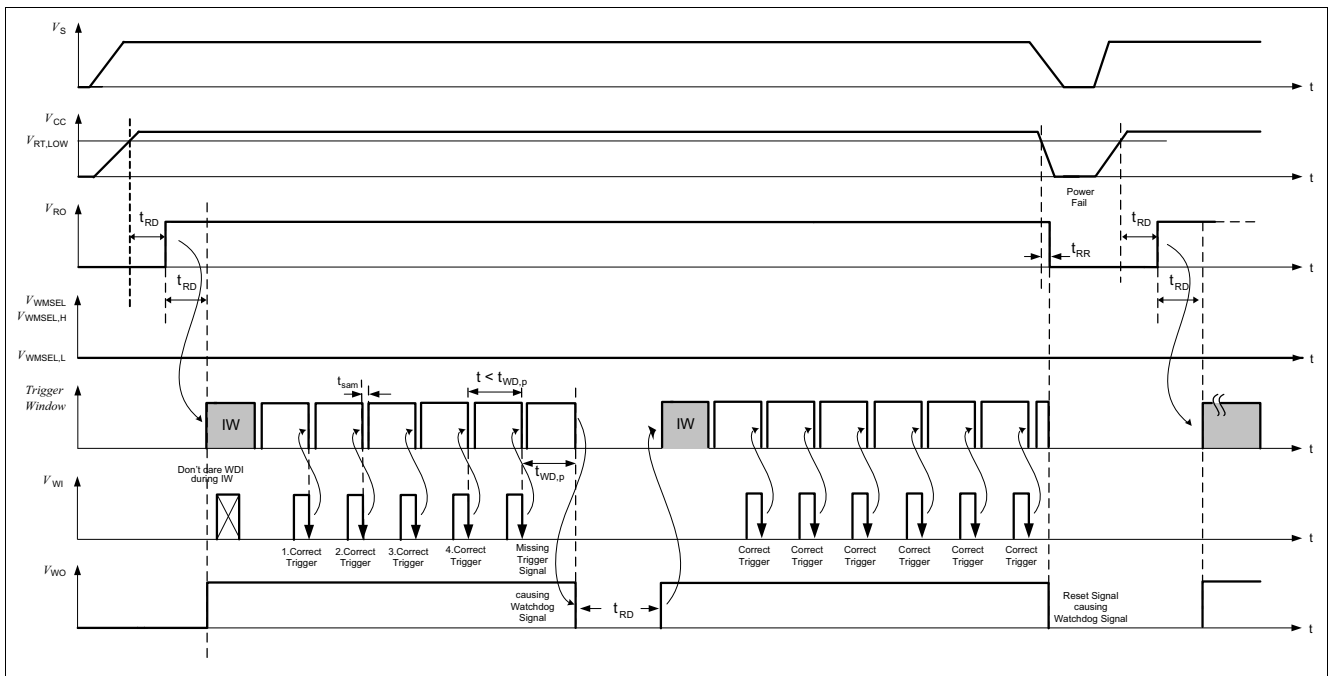 VS
t
VCC
VRT,LOW
t
Power
Fail
VRO
tRD
tRD
tRR
tRD
tRD
t
VWMSEL
VWMSEL,H
VWMSEL,L
t
Trigger
Window
IW
tsam
t < tWD,p
IW
t
tWD,p
Don't care WDI
during IW
VWI
t
1.Correct
Trigger
2.Correct
Trigger
3.Correct
Trigger
4.Correct
Trigger
Missing
Trigger
Signal
Correct
Trigger
Correct
Trigger
Correct
Trigger
Correct
Trigger
Correct
Trigger
Correct
Trigger
VWO
causing
Watchdog
Signal
tRD
Reset Signal
causing
Watchdog Signal
t